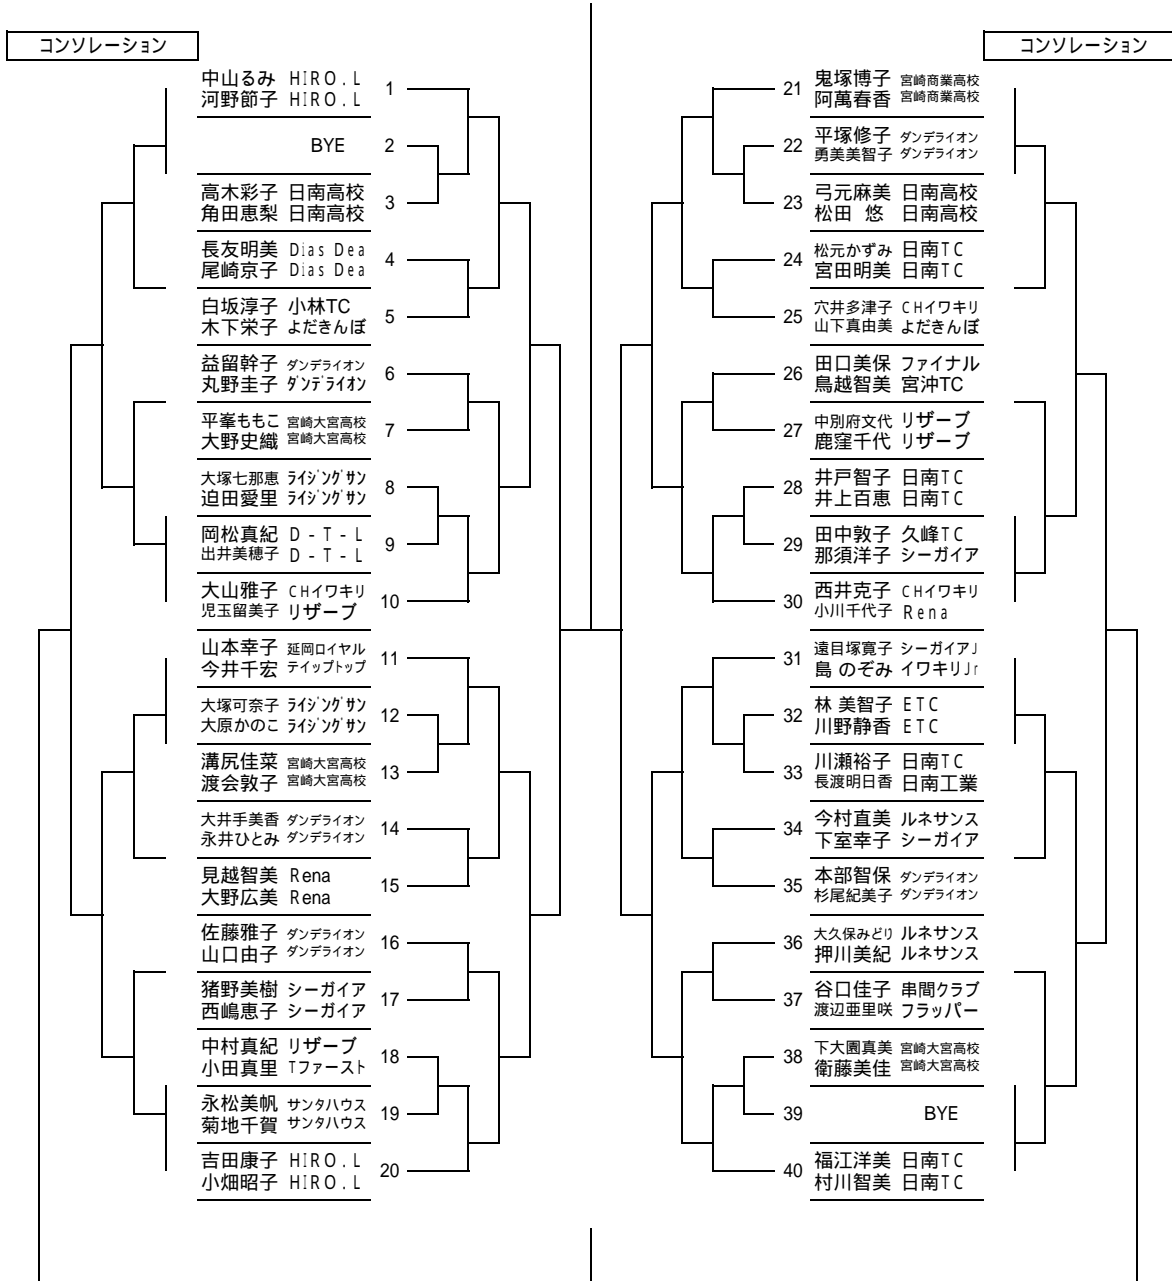 コンソレーション
コンソレーション
中山るみ HIRO.L
河野節子 HIRO.L
1
BYE 2
高木彩子 日南高校
角田恵梨 日南高校
3
長友明美 Dias Dea
尾崎京子 Dias Dea
4
白坂淳子 小林TC
木下栄子 よだきんぼ
5
益留幹子 ダンデライオン
丸野圭子 ダンデライオン
6
平峯ももこ 宮崎大宮高校
大野史織 宮崎大宮高校
7
大塚七那恵 ライジングサン
迫田愛里 ライジングサン
8
岡松真紀 D-T-L
出井美穂子 D-T-L
9
大山雅子 CHイワキリ
児玉留美子 リザーブ
10
山本幸子 延岡ロイヤル
今井千宏 テイップトップ
11
大塚可奈子 ライジングサン
大原かのこ ライジングサン
12
溝尻佳菜 宮崎大宮高校
渡会敦子 宮崎大宮高校
13
大井手美香 ダンデライオン
永井ひとみ ダンデライオン
14
見越智美 Rena
大野広美 Rena
15
佐藤雅子 ダンデライオン
山口由子 ダンデライオン
16
猪野美樹 シーガイア
西嶋恵子 シーガイア
17
中村真紀 リザーブ
小田真里 Tファースト
18
永松美帆 サンタハウス
菊地千賀 サンタハウス
19
吉田康子 HIRO.L
小畑昭子 HIRO.L
20
21
鬼塚博子 宮崎商業高校
阿萬春香 宮崎商業高校
22
平塚修子 ダンデライオン
勇美美智子 ダンデライオン
23
弓元麻美 日南高校
松田 悠 日南高校
24
松元かずみ 日南TC
宮田明美 日南TC
25
穴井多津子 CHイワキリ
山下真由美 よだきんぼ
26
田口美保 ファイナル
鳥越智美 宮沖TC
27
中別府文代 リザーブ
鹿窪千代 リザーブ
28
井戸智子 日南TC
井上百恵 日南TC
29
田中敦子 久峰TC
那須洋子 シーガイア
30
西井克子 CHイワキリ
小川千代子 Rena
31
遠目塚寛子 シーガイアJ
島 のぞみ イワキリJr
32
林 美智子 ETC
川野静香 ETC
33
川瀬裕子 日南TC
長渡明日香 日南工業
34
今村直美 ルネサンス
下室幸子 シーガイア
35
本部智保 ダンデライオン
杉尾紀美子 ダンデライオン
36
大久保みどり ルネサンス
押川美紀 ルネサンス
37
谷口佳子 串間クラブ
渡辺亜里咲 フラッパー
38
下大園真美 宮崎大宮高校
衛藤美佳 宮崎大宮高校
39 BYE
40
福江洋美 日南TC
村川智美 日南TC